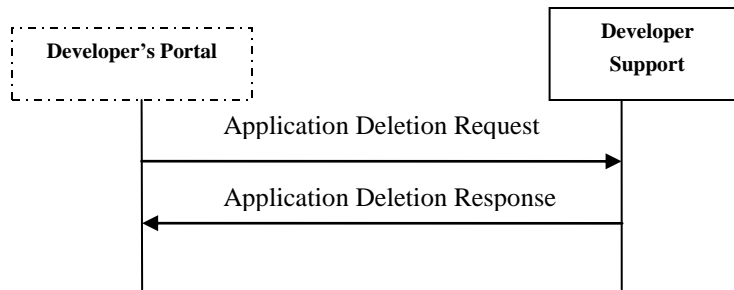 Developer’s Portal
Developer
Support
Application Deletion Request
Application Deletion Response